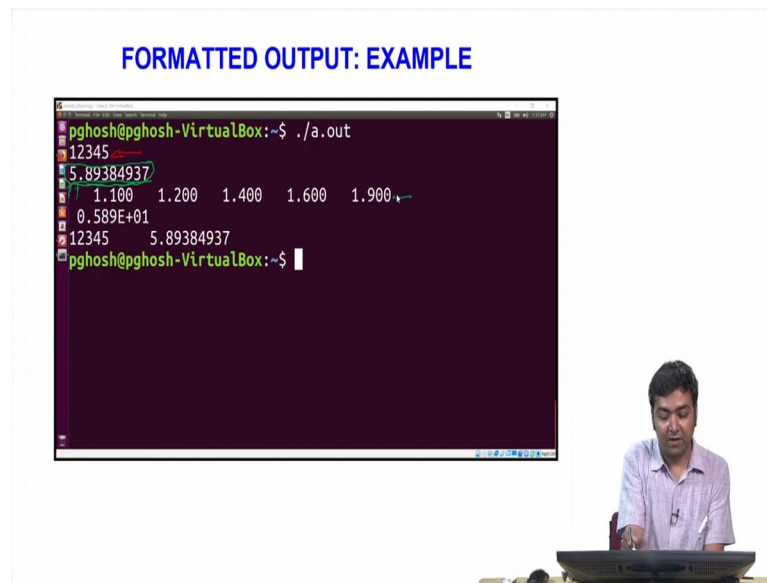 FORMATTED OUTPUT: EXAMPLE
pghosh@pghosh-VirtualBox:~$ ./a.out
12345
5.89384937
1.100 1.200 1.400 1.600 1.900
0.589E+01
12345 5.89384937
pghosh@pghosh-VirtualBox:~$